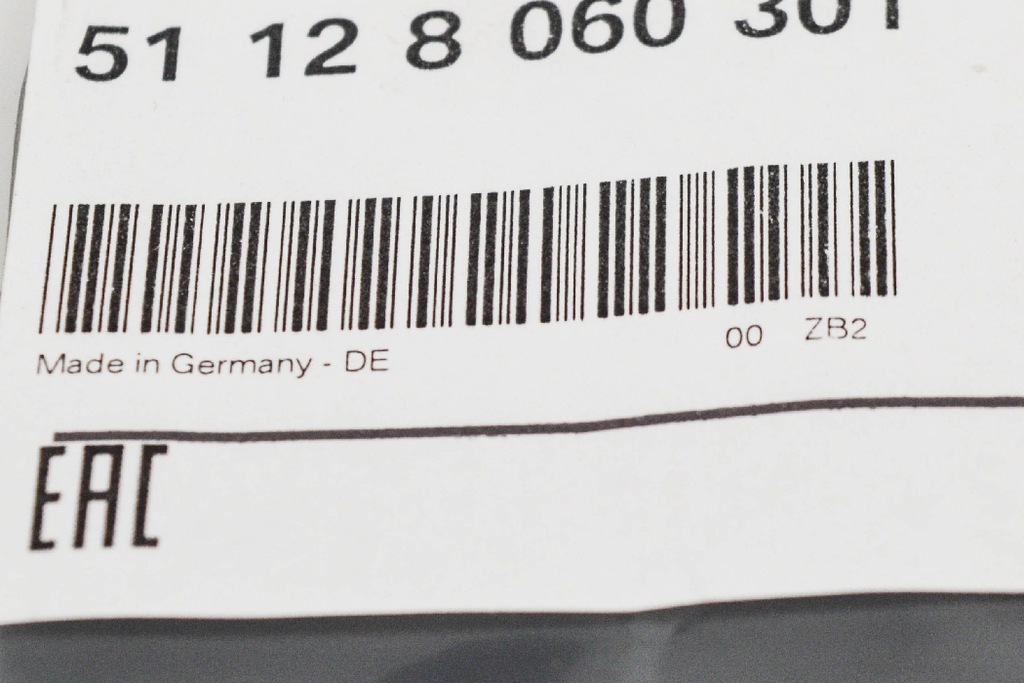 51 12 8 060 301
00 ZB2
Made in Germany - DE
EAC